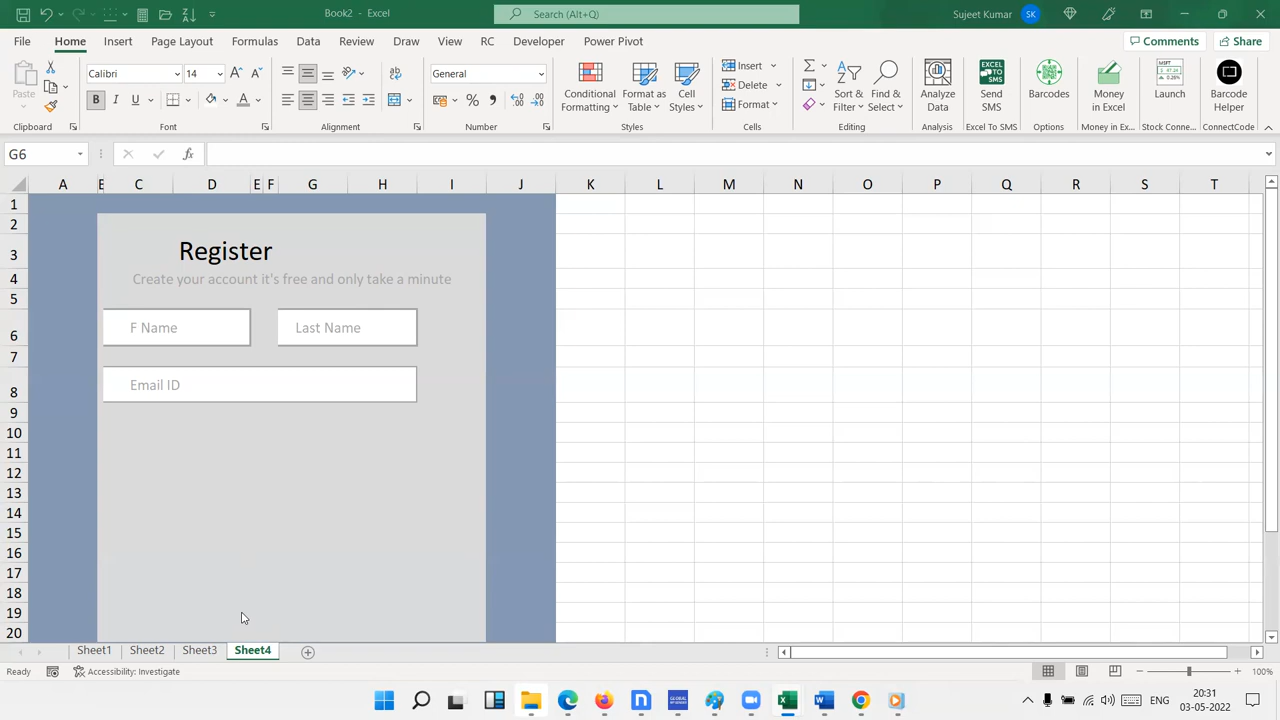 Book2 - Excel
Search (Alt+Q)
Sujeet Kumar SK
File Home Insert Page Layout Formulas Data Review Draw View RC Developer Power Pivot Comments Share
Paste
Calibri 14
B I U
General
Conditional Formatting
Format as Table
Cell Styles
Insert
Delete
Format
Sort & Filter
Find & Select
Analyze Data
Send SMS
Barcodes
Money in Excel
Launch
Barcode Helper
Clipboard Font Alignment Number Styles Cells Editing Analysis Excel To SMS Options Money in Ex... Stock Conne... ConnectCode
G6 fx
A E C D E F G H I J K L M N O P Q R S T
1
2
3 Register
4 Create your account it's free and only take a minute
5
6 F Name Last Name
7
8 Email ID
9
10
11
12
13
14
15
16
17
18
19
20
Sheet1 Sheet2 Sheet3 Sheet4
Ready Accessibility: Investigate 100%
ENG 20:31
03-05-2022